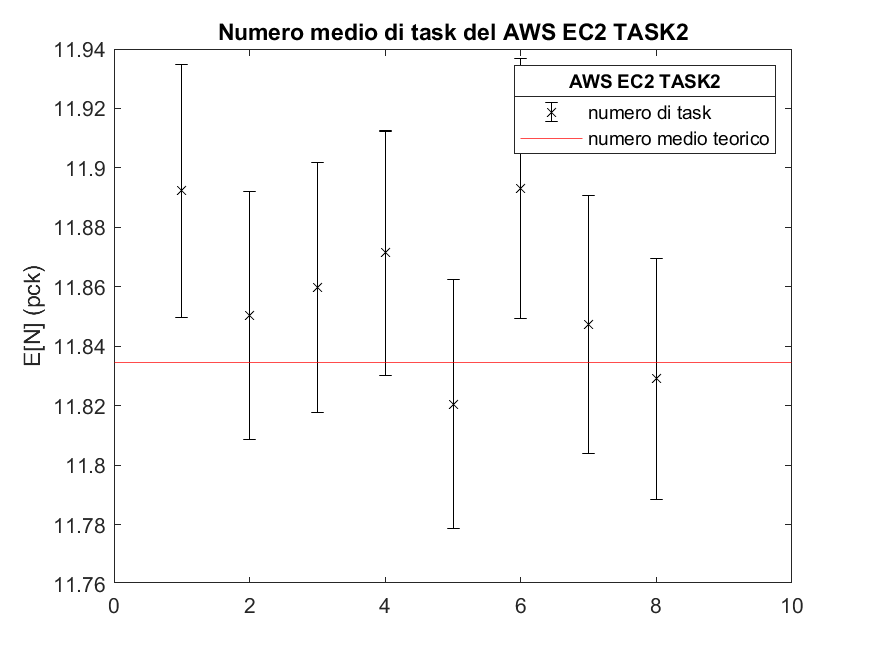 Numero medio di task del AWS EC2 TASK2
11.94
11.92
11.9
11.88
11.86
11.84
11.82
11.8
11.78
11.76
E[N] (pck)
AWS EC2 TASK2
numero di task
numero medio teorico
0 2 4 6 8 10